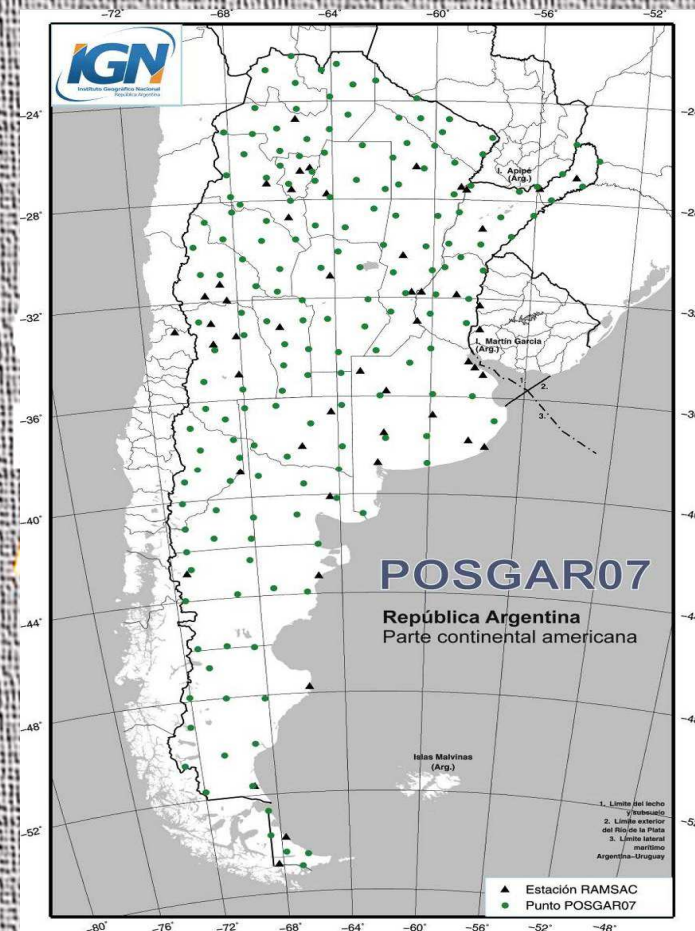 -72° -68° -64° -60° -56° -52°
IGN
Instituto Geográfico Nacional
República Argentina
-24°
I. Apipé
(Arg.)
-28°
-32°
I. Martín García
(Arg.)
1.
2.
3.
-36°
-40°
POSGAR07
República Argentina
Parte continental americana
-44°
-48°
Islas Malvinas
(Arg.)
-52°
1. Límite del lecho
y subsuelo
2. Límite exterior
del Río de la Plata
3. Límite lateral
marítimo
Argentina-Uruguay
Estación RAMSAC
Punto POSGAR07
-80° -76° -72° -68° -64° -60° -56° -52° -48°